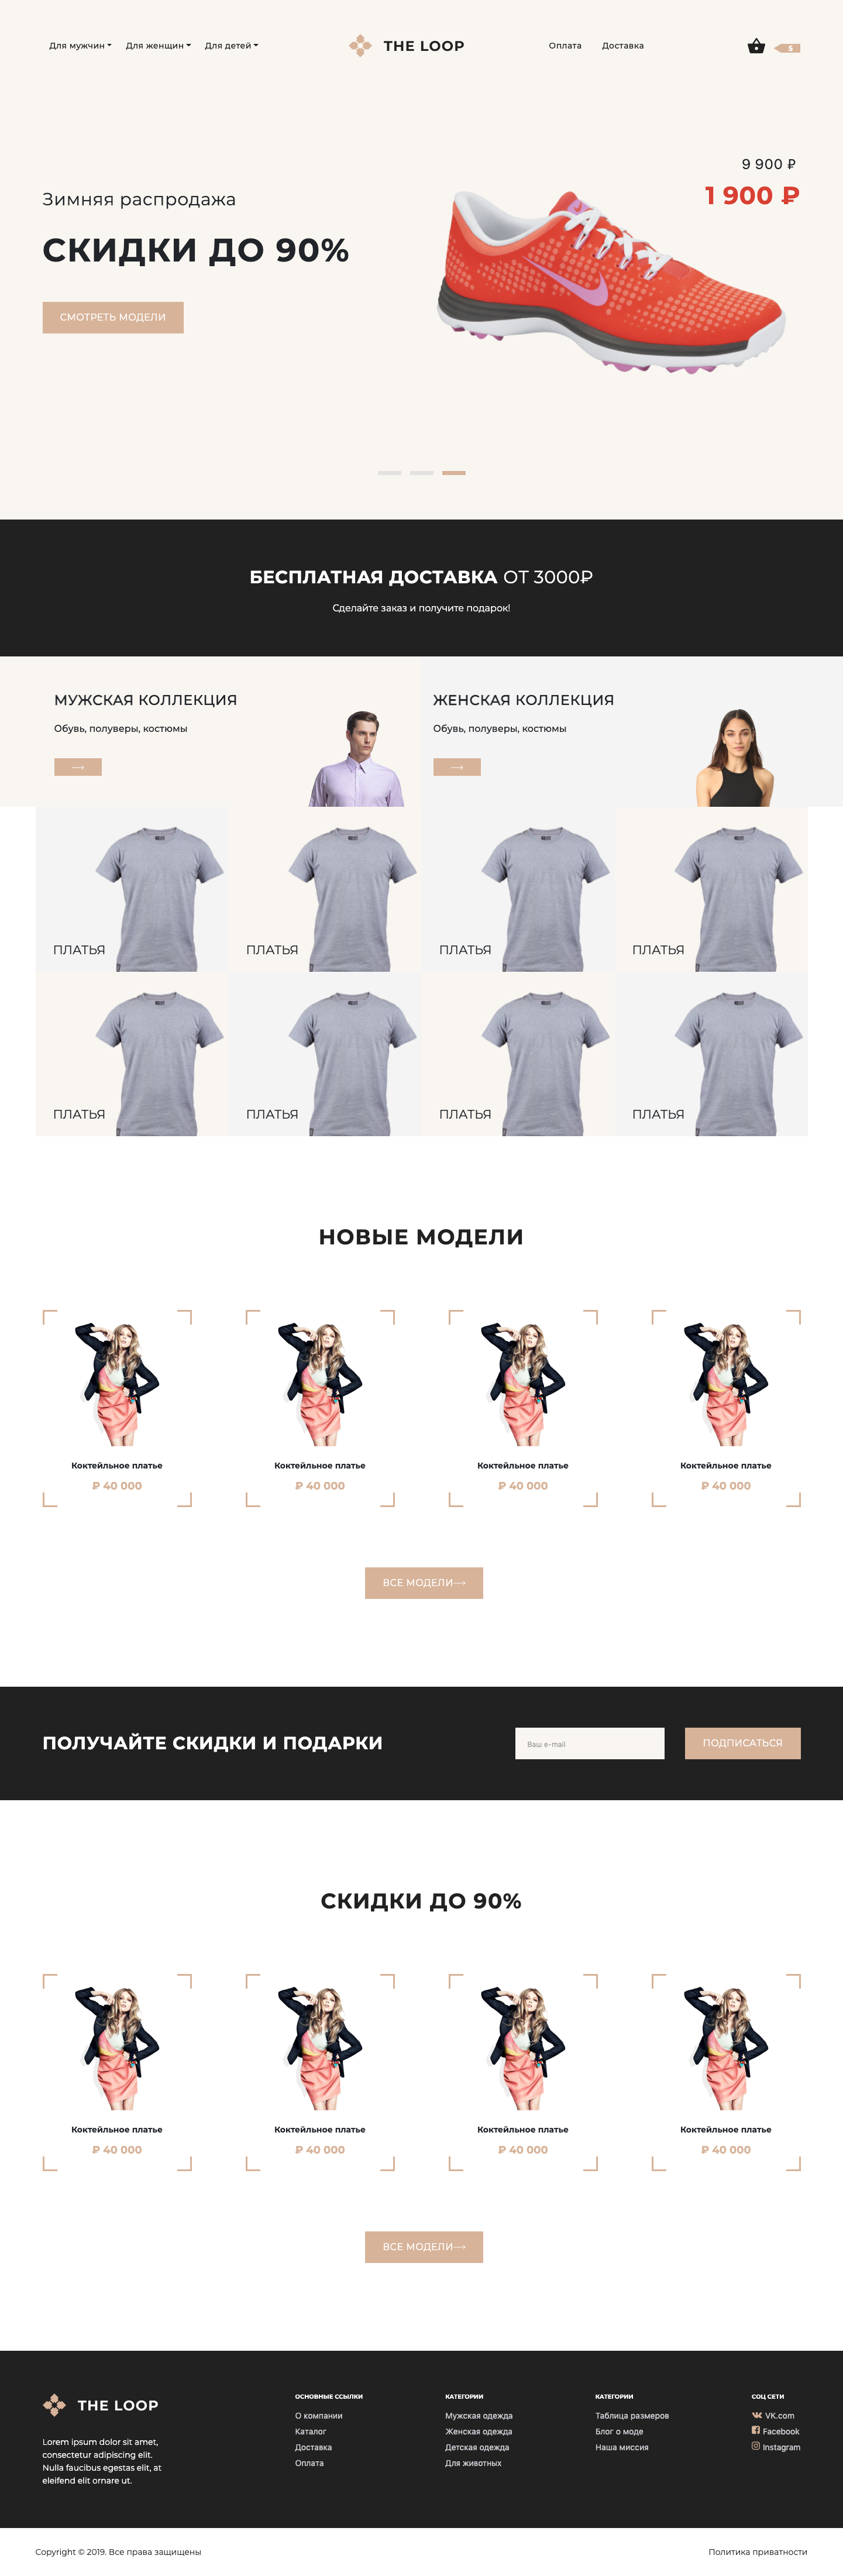 Для мужчин Для женщин Для детей THE LOOP Оплата Доставка 5
9 900 ₽
1 900 ₽
Зимняя распродажа
СКИДКИ ДО 90%
СМОТРЕТЬ МОДЕЛИ
БЕСПЛАТНАЯ ДОСТАВКА ОТ 3000₽
Сделайте заказ и получите подарок!
МУЖСКАЯ КОЛЛЕКЦИЯ
Обувь, полуверы, костюмы
ЖЕНСКАЯ КОЛЛЕКЦИЯ
Обувь, полуверы, костюмы
ПЛАТЬЯ ПЛАТЬЯ ПЛАТЬЯ ПЛАТЬЯ
ПЛАТЬЯ ПЛАТЬЯ ПЛАТЬЯ ПЛАТЬЯ
НОВЫЕ МОДЕЛИ
Коктейльное платье Коктейльное платье Коктейльное платье Коктейльное платье
₽ 40 000 ₽ 40 000 ₽ 40 000 ₽ 40 000
ВСЕ МОДЕЛИ
ПОЛУЧАЙТЕ СКИДКИ И ПОДАРКИ Ваш e-mail ПОДПИСАТЬСЯ
СКИДКИ ДО 90%
Коктейльное платье Коктейльное платье Коктейльное платье Коктейльное платье
₽ 40 000 ₽ 40 000 ₽ 40 000 ₽ 40 000
ВСЕ МОДЕЛИ
THE LOOP
Lorem ipsum dolor sit amet,
consectetur adipiscing elit.
Nulla faucibus egestas elit, at
eleifend elit ornare ut.
ОСНОВНЫЕ ССЫЛКИ
О компании
Каталог
Доставка
Оплата
КАТЕГОРИИ
Мужская одежда
Женская одежда
Детская одежда
Для животных
КАТЕГОРИИ
Таблица размеров
Блог о моде
Наша миссия
СОЦ СЕТИ
VK.com
Facebook
Instagram
Copyright © 2019. Все права защищены Политика приватности